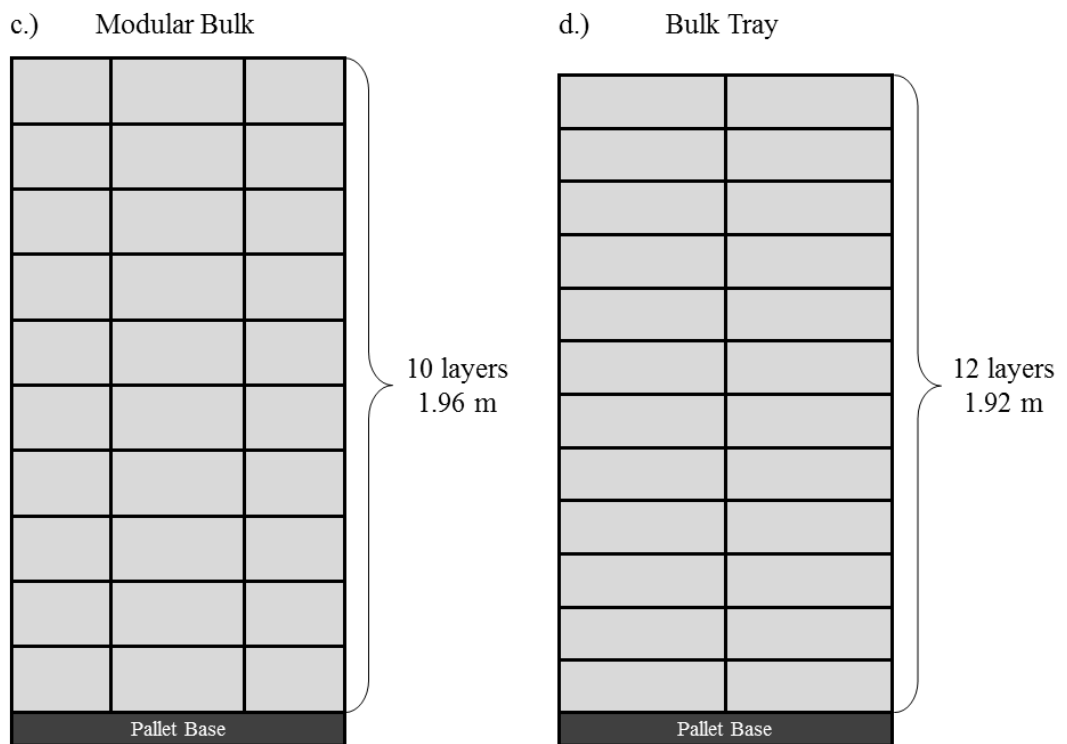 c.) Modular Bulk
d.) Bulk Tray
10 layers
1.96 m
12 layers
1.92 m
Pallet Base
Pallet Base